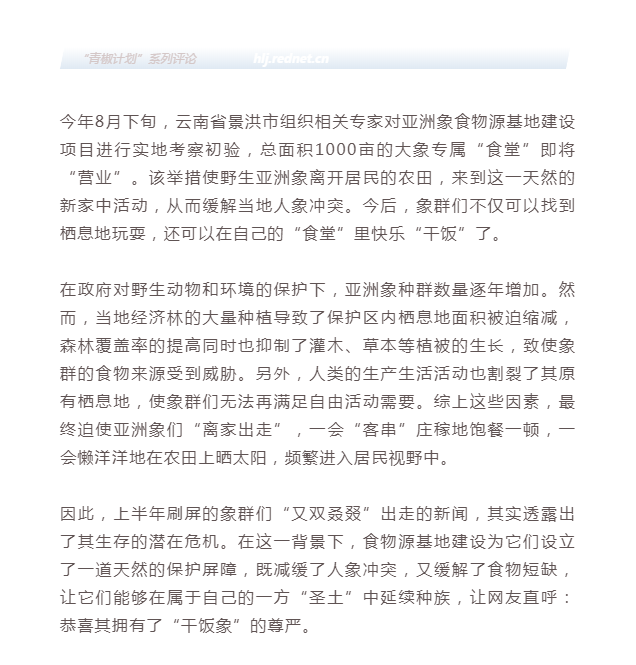 “青椒计划”系列评论 hlj.rednet.cn
今年8月下旬，云南省景洪市组织相关专家对亚洲象食物源基地建设
项目进行实地考察初验，总面积1000亩的大象专属“食堂”即将
“营业”。该举措使野生亚洲象离开居民的农田，来到这一天然的
新家中活动，从而缓解当地人象冲突。今后，象群们不仅可以找到
栖息地玩耍，还可以在自己的“食堂”里快乐“干饭”了。
在政府对野生动物和环境的保护下，亚洲象种群数量逐年增加。然
而，当地经济林的大量种植导致了保护区内栖息地面积被迫缩减，
森林覆盖率的提高同时也抑制了灌木、草本等植被的生长，致使象
群的食物来源受到威胁。另外，人类的生产生活活动也割裂了其原
有栖息地，使象群们无法再满足自由活动需要。综上这些因素，最
终迫使亚洲象们“离家出走”，一会“客串”庄稼地饱餐一顿，一
会懒洋洋地在农田上晒太阳，频繁进入居民视野中。
因此，上半年刷屏的象群们“又双叒叕”出走的新闻，其实透露出
了其生存的潜在危机。在这一背景下，食物源基地建设为它们设立
了一道天然的保护屏障，既减缓了人象冲突，又缓解了食物短缺，
让它们能够在属于自己的一方“圣土”中延续种族，让网友直呼：
恭喜其拥有了“干饭象”的尊严。